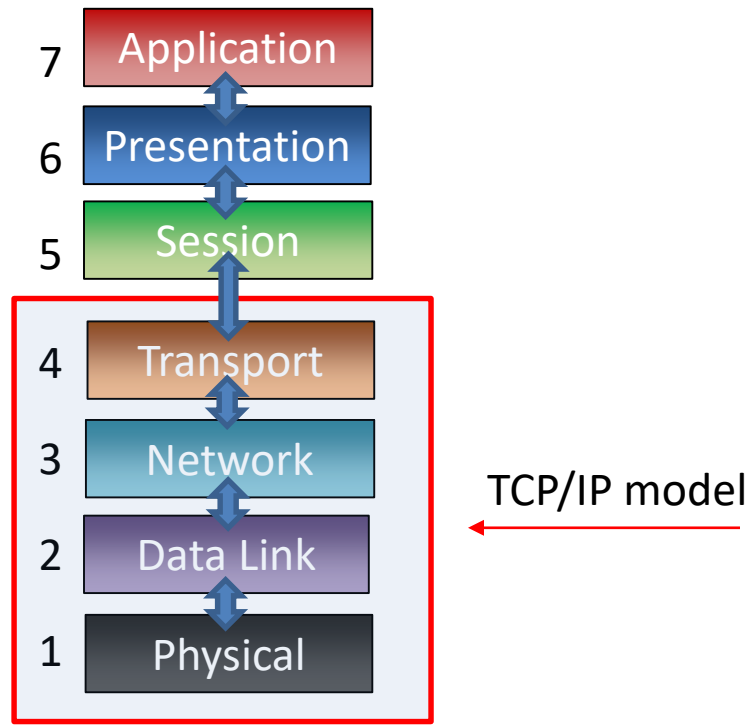 7 Application
6 Presentation
5 Session
4 Transport
3 Network
TCP/IP model
2 Data Link
1 Physical